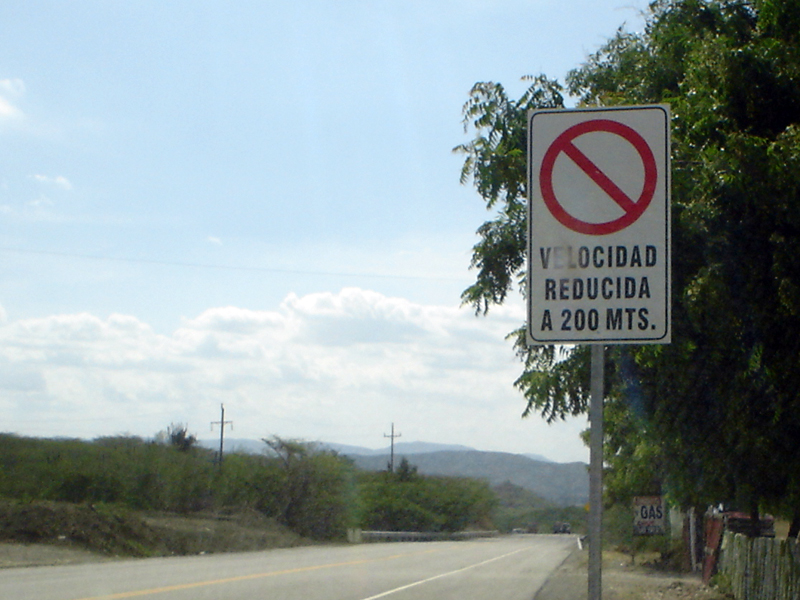 VELOCIDAD
REDUCIDA
A 200 MTS.
GAS